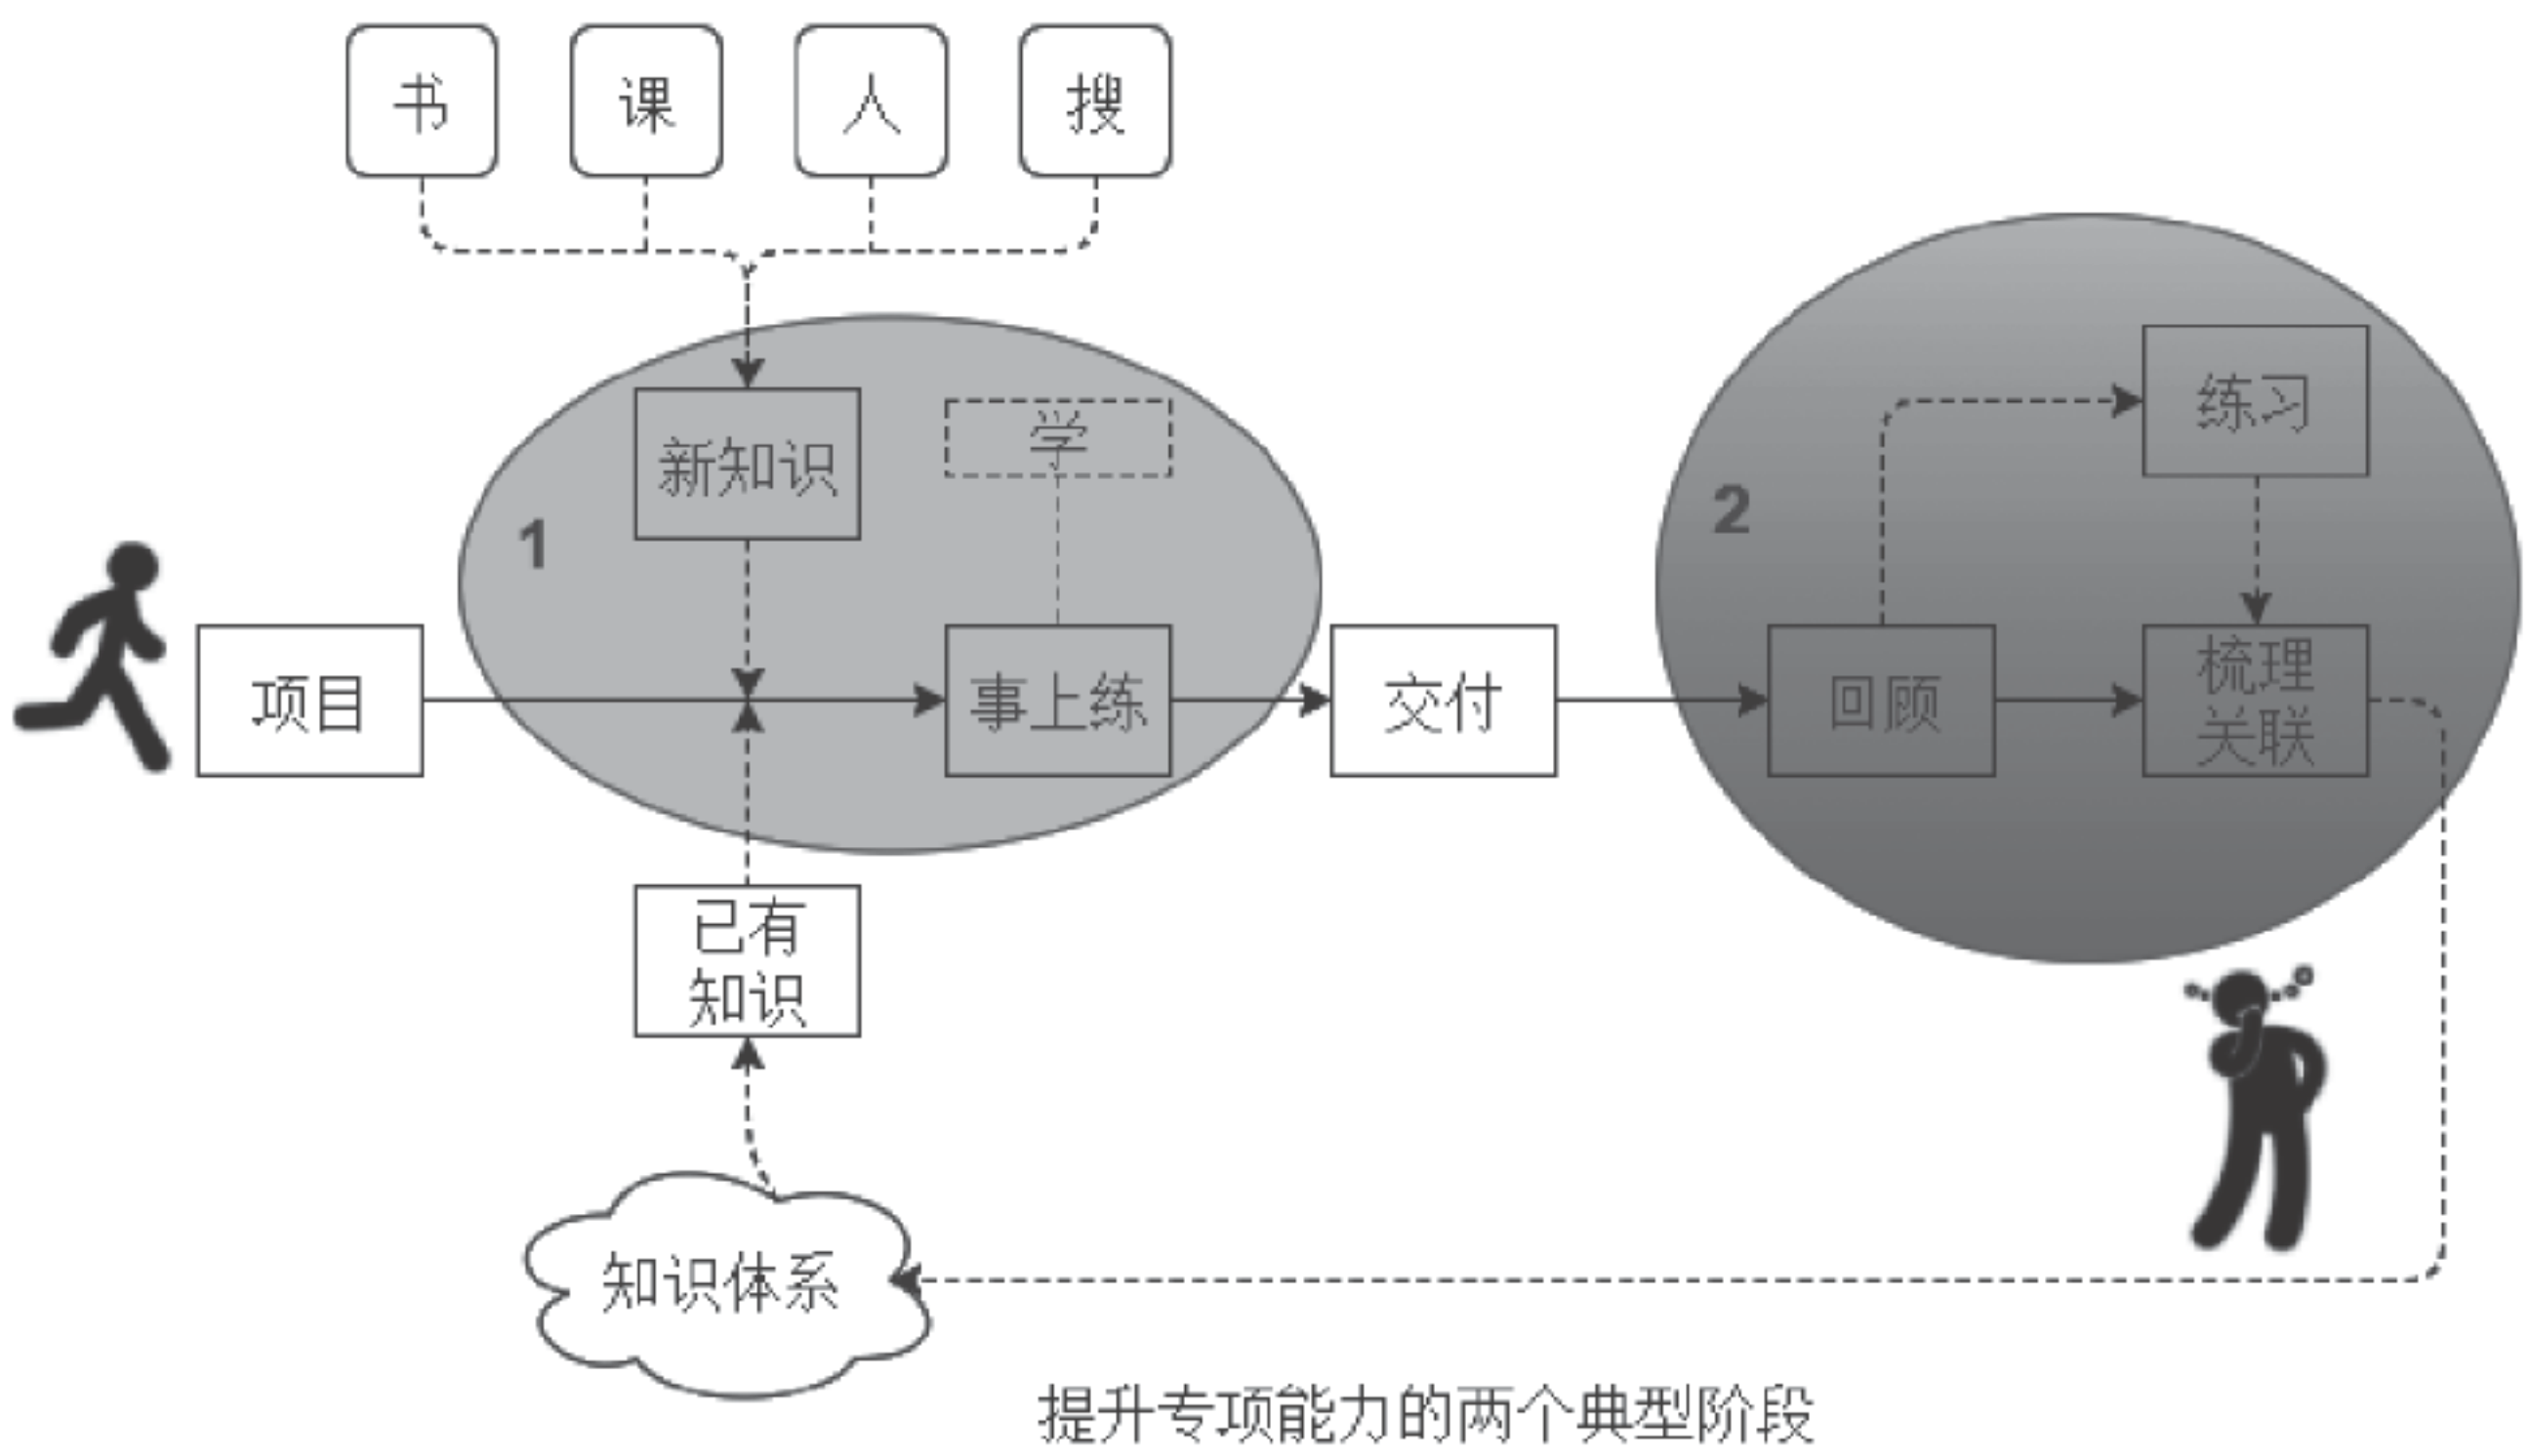 书
课
人
搜
新知识
学
1
2
练习
项目
事上练
交付
回顾
梳理
关联
已有
知识
知识体系
提升专项能力的两个典型阶段